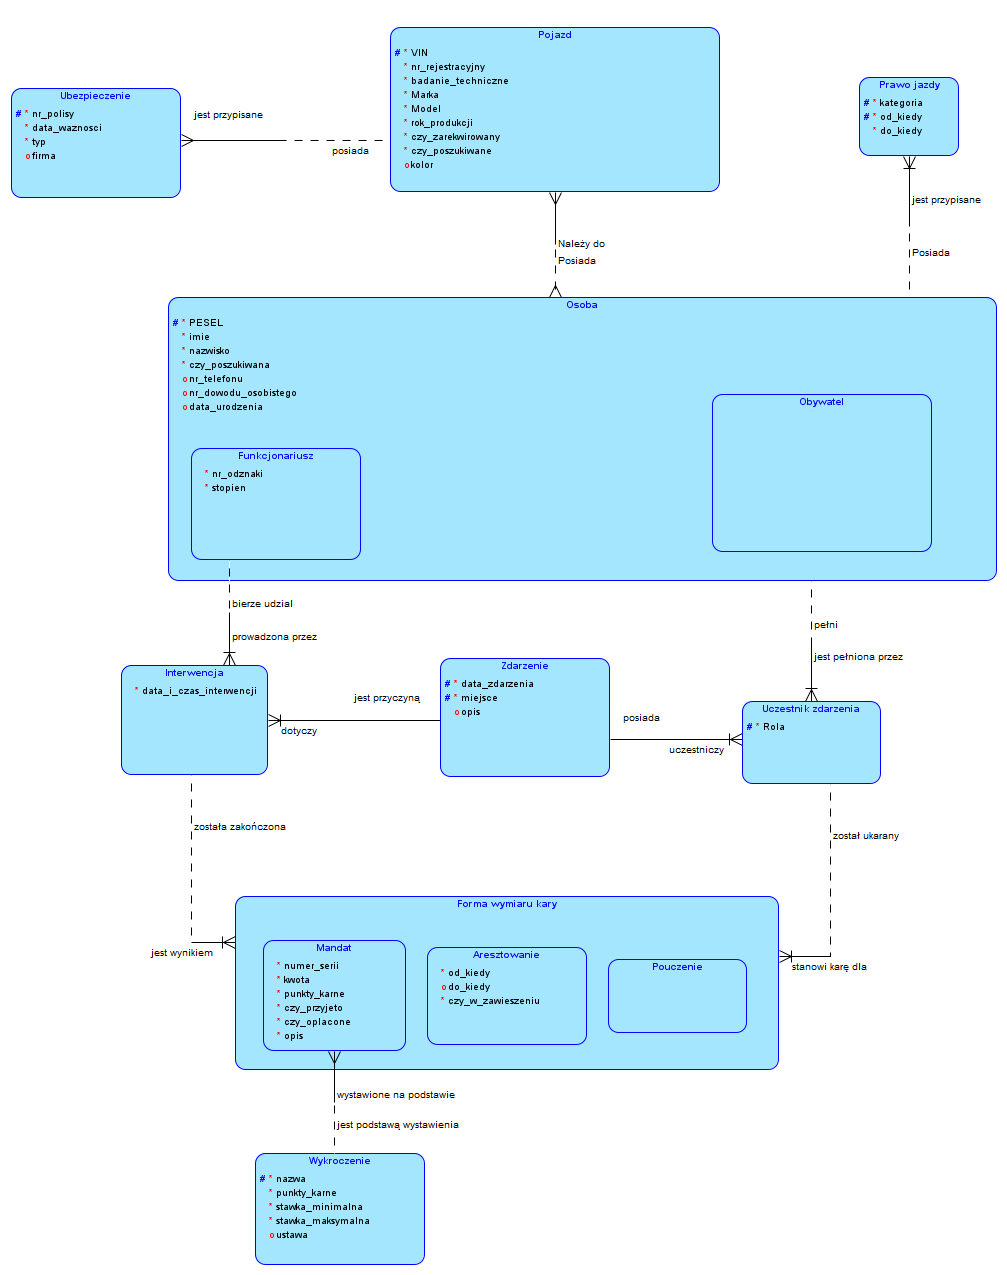 Pojazd
# * VIN
* nr_rejestracyjny
* badanie_techniczne
* Marka
* Model
* rok_produkcji
* czy_zarekwirowany
* czy_poszukiwane
o kolor
Ubezpieczenie
# * nr_polisy
* data_waznosci
* typ
o firma
jest przypisane
posiada
Prawo jazdy
# * kategoria
# * od_kiedy
* do_kiedy
jest przypisane
Posiada
Należy do
Posiada
Osoba
# * PESEL
* imie
* nazwisko
* czy_poszukiwana
o nr_telefonu
o nr_dowodu_osobistego
o data_urodzenia
Obywatel
Funkcjonariusz
* nr_odznaki
* stopien
bierze udzial
prowadzona przez
pełni
jest pełniona przez
Interwencja
* data_i_czas_interwencji
jest przyczyną
dotyczy
Zdarzenie
# * data_zdarzenia
# * miejsce
o opis
posiada
uczestniczy
Uczestnik zdarzenia
# * Rola
została zakończona
jest wynikiem
został ukarany
stanowi karę dla
Forma wymiaru kary
Mandat
* numer_serii
* kwota
* punkty_karne
* czy_przyjeto
* czy_oplacone
* opis
Aresztowanie
* od_kiedy
o do_kiedy
* czy_w_zawieszeniu
Pouczenie
wystawione na podstawie
jest podstawą wystawienia
Wykroczenie
# * nazwa
* punkty_karne
* stawka_minimalna
* stawka_maksymalna
o ustawa